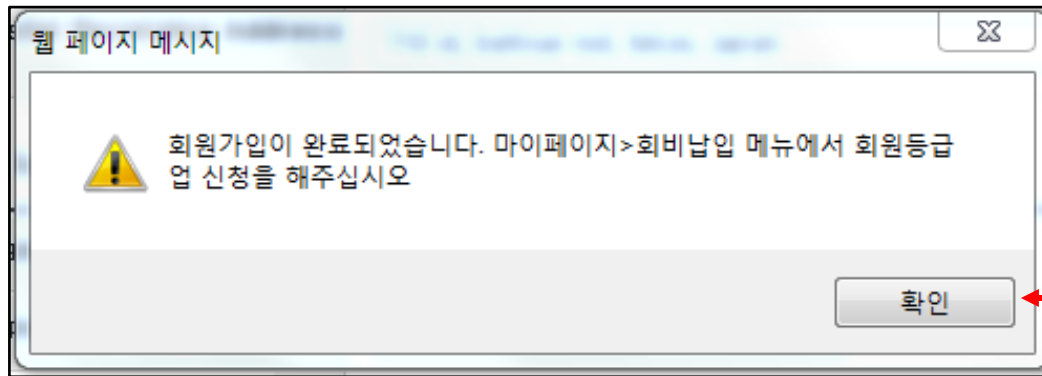 웹 페이지 메시지
회원가입이 완료되었습니다. 마이페이지>회비납입 메뉴에서 회원등급
업 신청을 해주십시오
확인